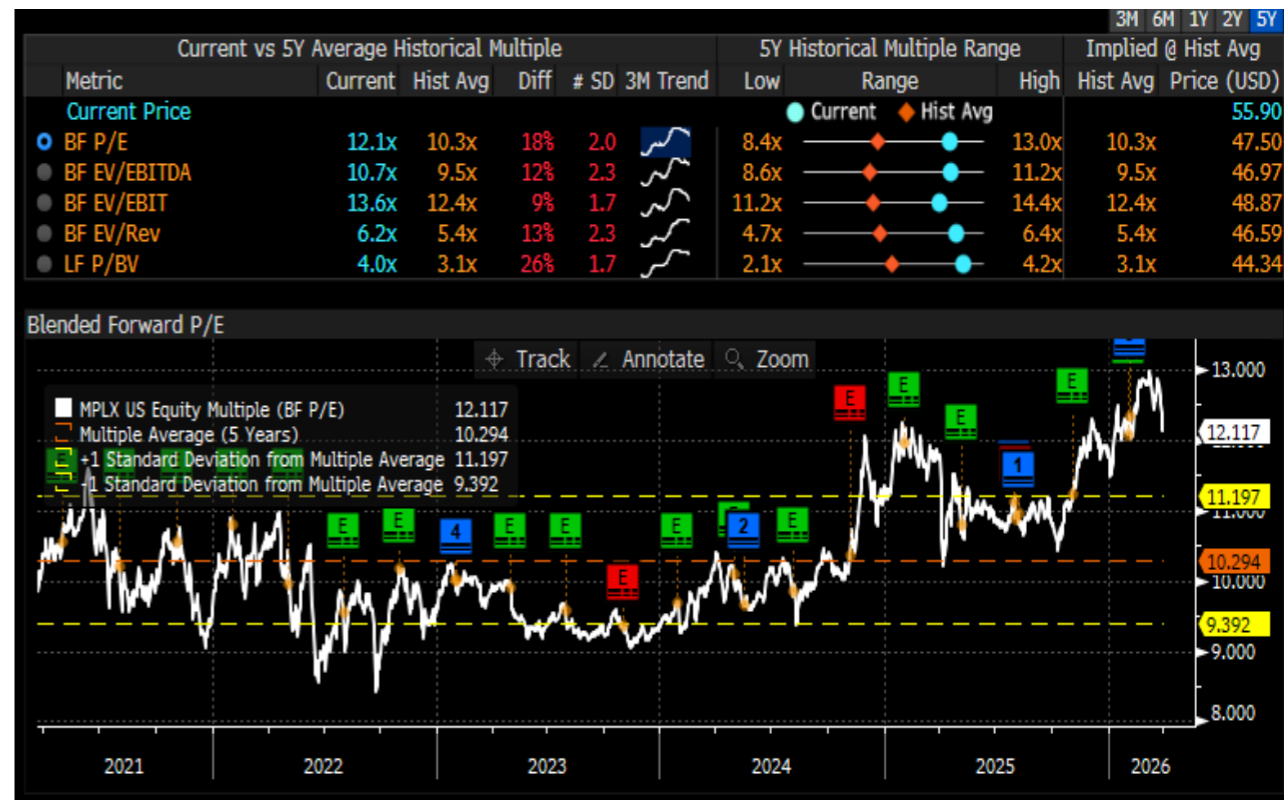 3M 6M 1Y 2Y 5Y
Current vs 5Y Average Historical Multiple 5Y Historical Multiple Range Implied @ Hist Avg
Metric Current Hist Avg Diff # SD 3M Trend Low Range High Hist Avg Price (USD)
Current Price Current Hist Avg 55.90
BF P/E 12.1x 10.3x 18% 2.0 8.4x 13.0x 10.3x 47.50
BF EV/EBITDA 10.7x 9.5x 12% 2.3 8.6x 11.2x 9.5x 46.97
BF EV/EBIT 13.6x 12.4x 9% 1.7 11.2x 14.4x 12.4x 48.87
BF EV/Rev 6.2x 5.4x 13% 2.3 4.7x 6.4x 5.4x 46.59
LF P/BV 4.0x 3.1x 26% 1.7 2.1x 4.2x 3.1x 44.34
Blended Forward P/E
Track Annotate Zoom
MPLX US Equity Multiple (BF P/E) 12.117
Multiple Average (5 Years) 10.294
+1 Standard Deviation from Multiple Average 11.197
-1 Standard Deviation from Multiple Average 9.392
E E E 4 E E E E 2 E E E E 1 E
13.000
12.117
11.197
11.000
10.294
10.000
9.392
9.000
8.000
2021 2022 2023 2024 2025 2026